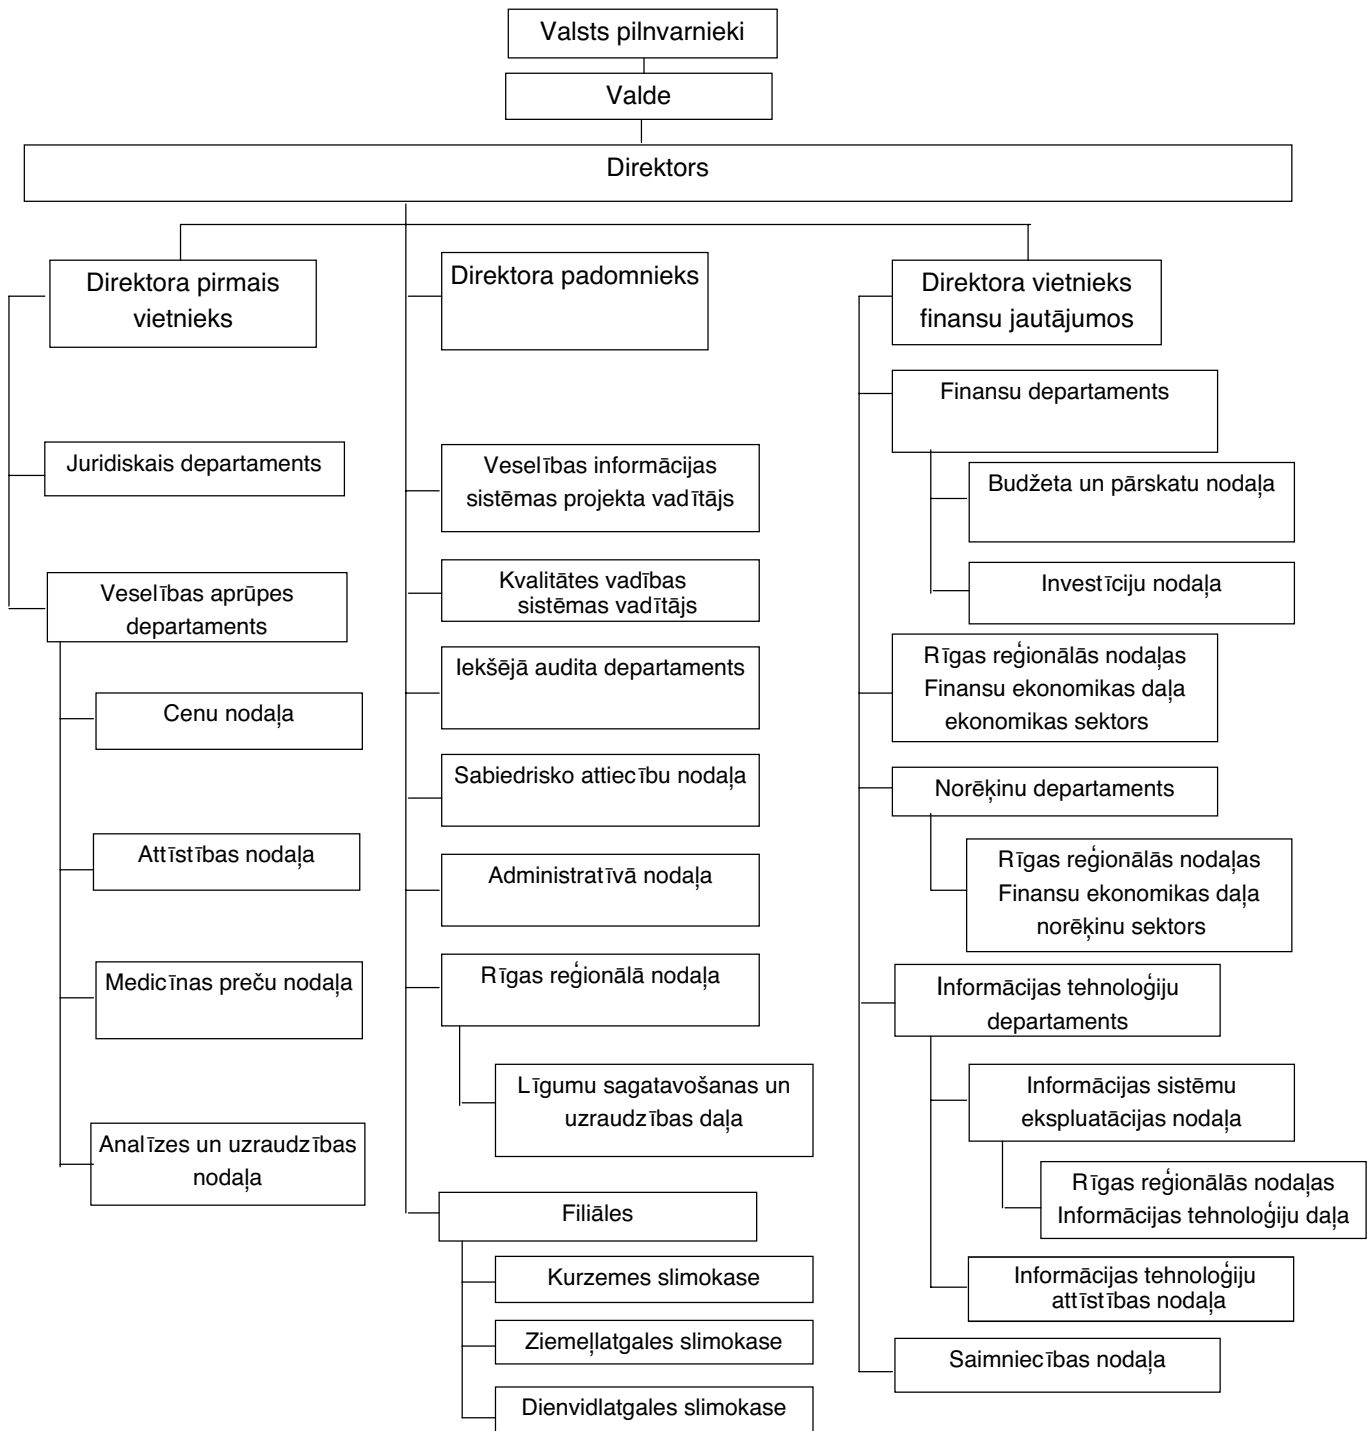 Valsts pilnvarnieki
Valde
Direktors
Direktora pirmais
vietnieks
Juridiskais departaments
Veselības aprūpes
departaments
Cenu nodaļa
Attīstības nodaļa
Medicīnas preču nodaļa
Analīzes un uzraudzības
nodaļa
Direktora padomnieks
Veselības informācijas
sistēmas projekta vadītājs
Kvalitātes vadības
sistēmas vadītājs
Iekšējā audita departaments
Sabiedrisko attiecību nodaļa
Administratīvā nodaļa
Rīgas reģionālā nodaļa
Līgumu sagatavošanas un
uzraudzības daļa
Filiāles
Kurzemes slimokase
Ziemeļlatgales slimokase
Dienvidlatgales slimokase
Direktora vietnieks
finansu jautājumos
Finansu departaments
Budžeta un pārskatu nodaļa
Investīciju nodaļa
Rīgas reģionālās nodaļas
Finansu ekonomikas daļa
ekonomikas sektors
Norēķinu departaments
Rīgas reģionālās nodaļas
Finansu ekonomikas daļa
norēķinu sektors
Informācijas tehnoloģiju
departaments
Informācijas sistēmu
ekspluatācijas nodaļa
Rīgas reģionālās nodaļas
Informācijas tehnoloģiju daļa
Informācijas tehnoloģiju
attīstības nodaļa
Saimniecības nodaļa